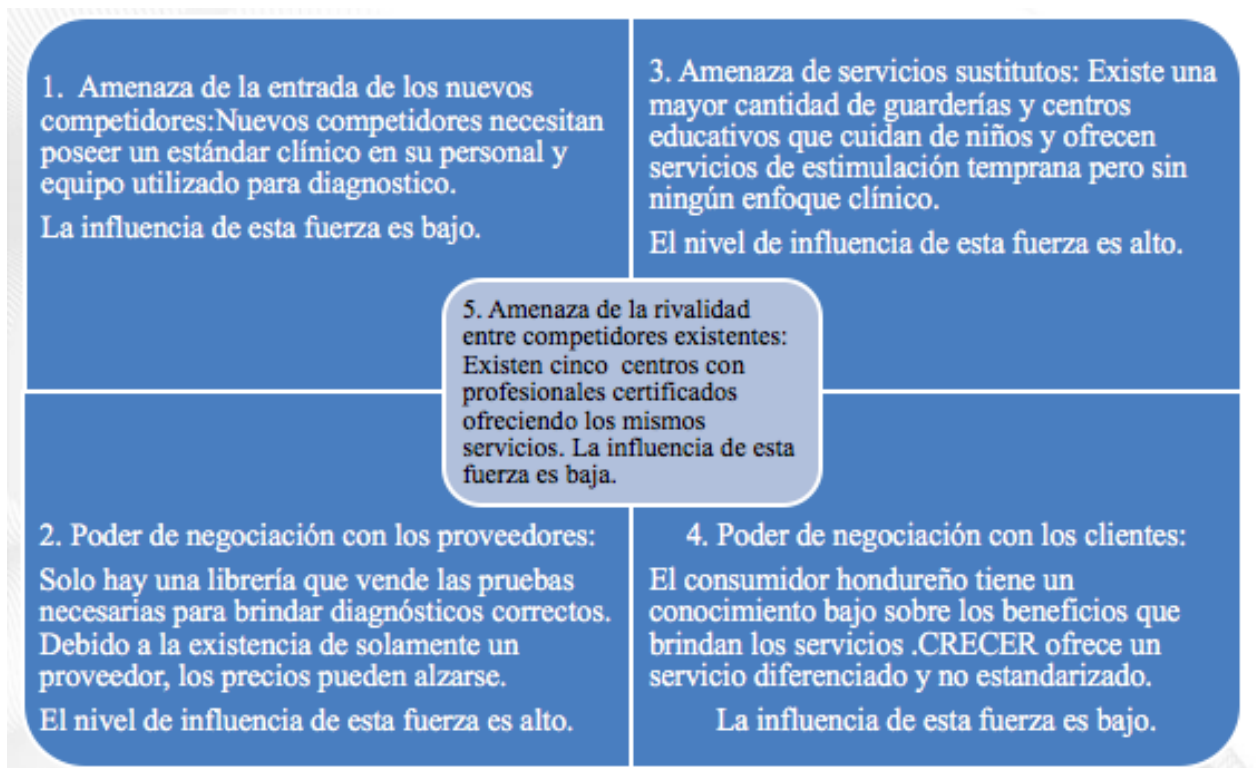 1.  Amenaza de la entrada de los nuevos
competidores:Nuevos competidores necesitan
poseer un estándar clínico en su personal y
equipo utilizado para diagnostico.
La influencia de esta fuerza es bajo.
3. Amenaza de servicios sustitutos: Existe una
mayor cantidad de guarderías y centros
educativos que cuidan de niños y ofrecen
servicios de estimulación temprana pero sin
ningún enfoque clínico.
El nivel de influencia de esta fuerza es alto.
5. Amenaza de la rivalidad
entre competidores existentes:
Existen cinco  centros con
profesionales certificados
ofreciendo los mismos
servicios. La influencia de esta
fuerza es baja.
2. Poder de negociación con los proveedores:
Solo hay una librería que vende las pruebas
necesarias para brindar diagnósticos correctos.
Debido a la existencia de solamente un
proveedor, los precios pueden alzarse.
El nivel de influencia de esta fuerza es alto.
4. Poder de negociación con los clientes:
El consumidor hondureño tiene un
conocimiento bajo sobre los beneficios que
brindan los servicios .CRECER ofrece un
servicio diferenciado y no estandarizado.
La influencia de esta fuerza es bajo.